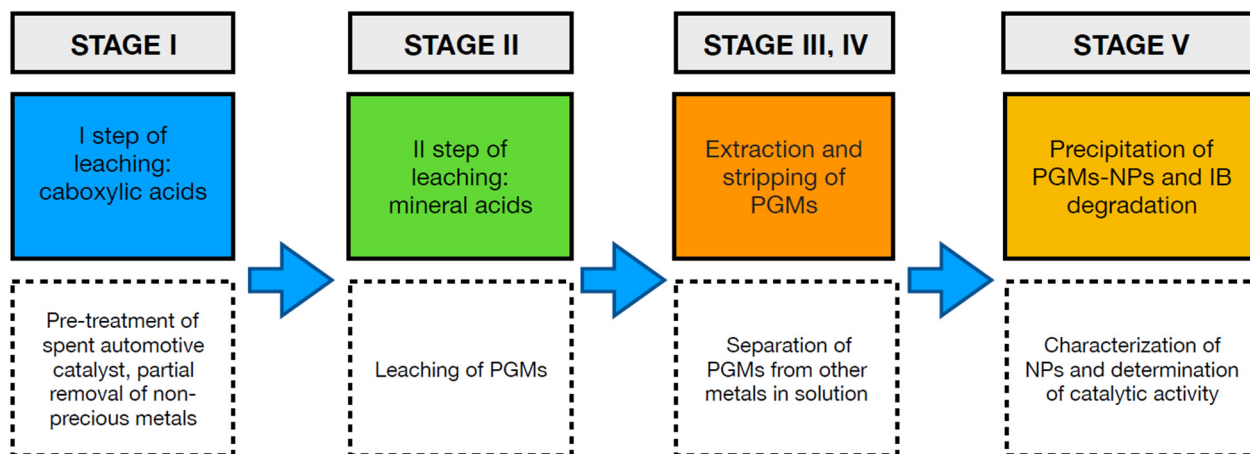 STAGE I
I step of
leaching:
caboxylic acids
Pre-treatment of
spent automotive
catalyst, partial
removal of non-
precious metals
STAGE II
II step of
leaching:
mineral acids
Leaching of PGMs
STAGE III, IV
Extraction and
stripping of
PGMs
Separation of
PGMs from other
metals in solution
STAGE V
Precipitation of
PGMs-NPs and IB
degradation
Characterization of
NPs and determination
of catalytic activity